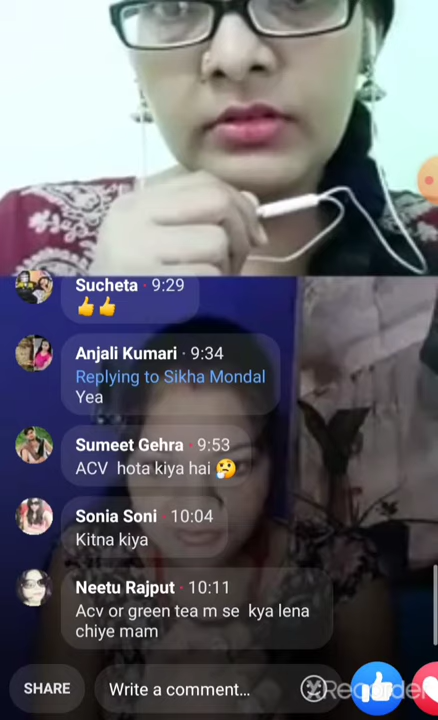 Sucheta · 9:29
👍👍
Anjali Kumari · 9:34
Replying to Sikha Mondal
Yea
Sumeet Gehra · 9:53
ACV hota kiya hai 😢
Sonia Soni · 10:04
Kitna kiya
Neetu Rajput · 10:11
Acv or green tea m se kya lena
chiye mam
SHARE
Write a comment...
Recorder